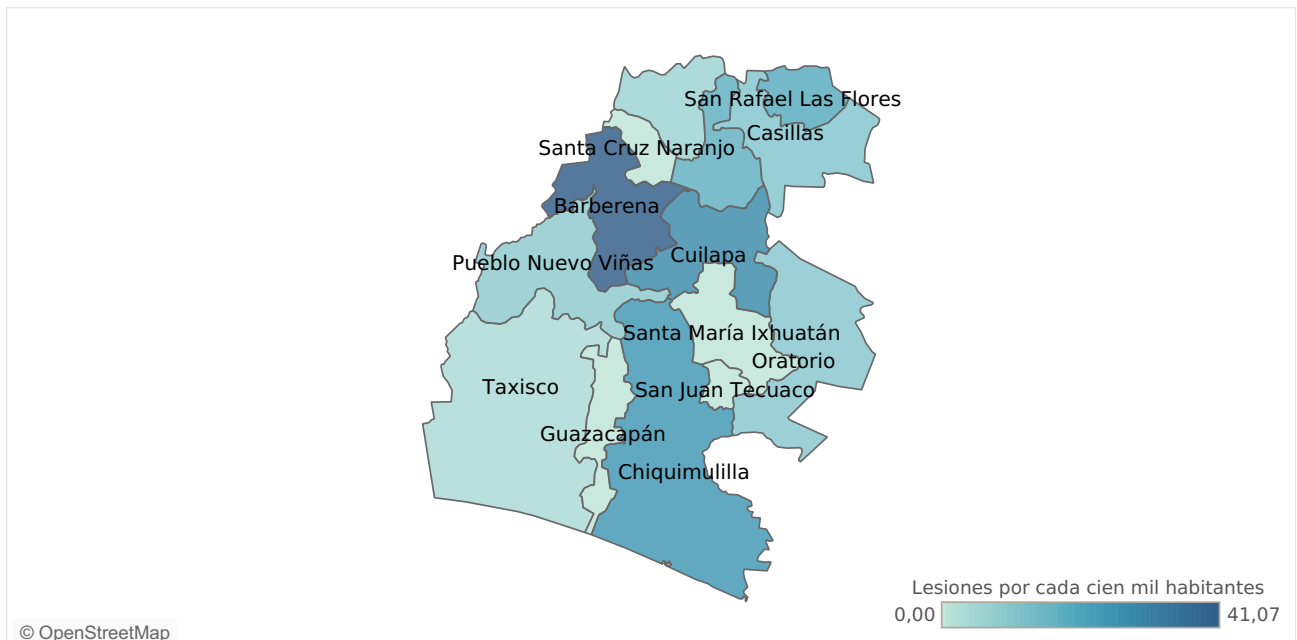 San Rafael Las Flores
Casillas
Santa Cruz Naranjo
Barberena
Cuilapa
Pueblo Nuevo Viñas
Santa María Ixhuatán
Oratorio
Taxisco
San Juan Tecuaco
Guazacapán
Chiquimulilla
Lesiones por cada cien mil habitantes
0,00 41,07
© OpenStreetMap